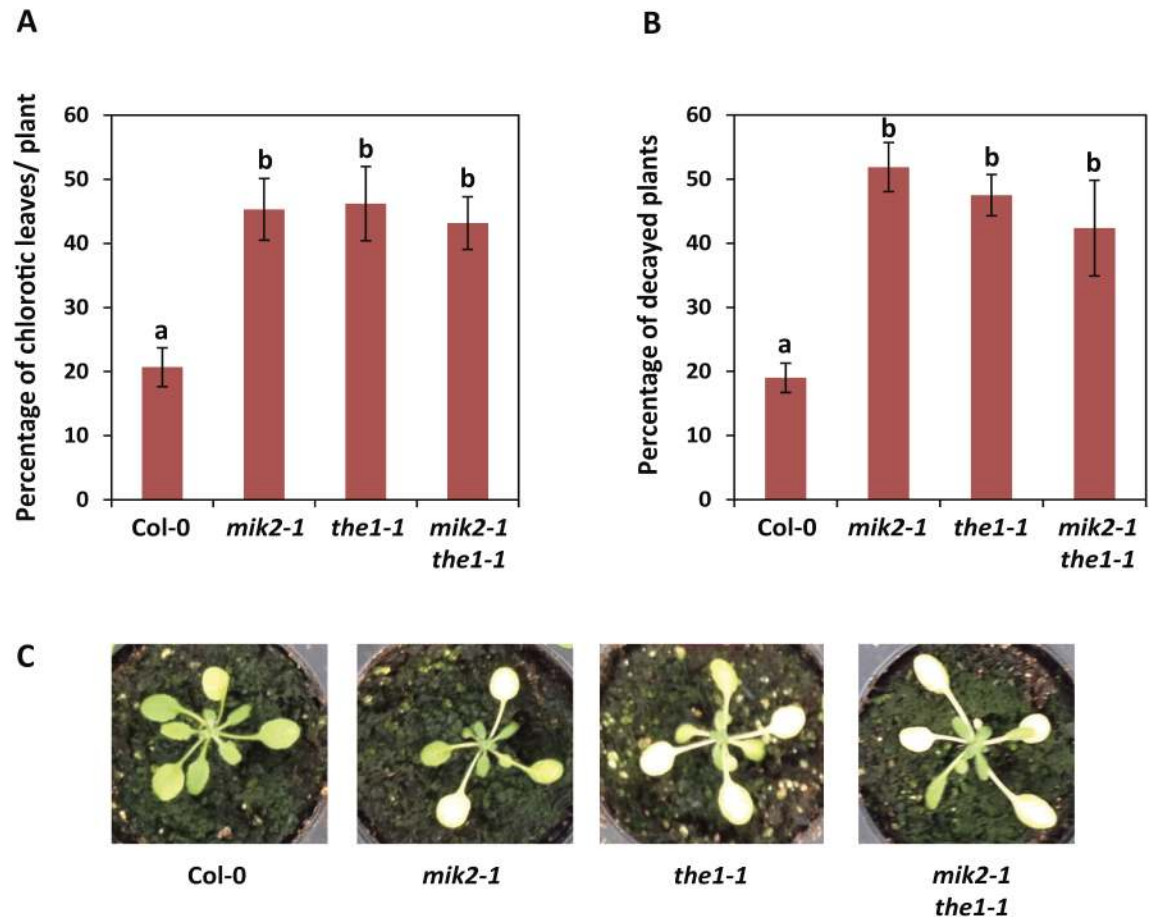 A
B
Percentage of chlorotic leaves/ plant
60
50
40
30
20
10
0
a
b
b
b
Col-0
mik2-1
the1-1
mik2-1
the1-1
Percentage of decayed plants
60
50
40
30
20
10
0
a
b
b
b
Col-0
mik2-1
the1-1
mik2-1
the1-1
C
Col-0
mik2-1
the1-1
mik2-1
the1-1